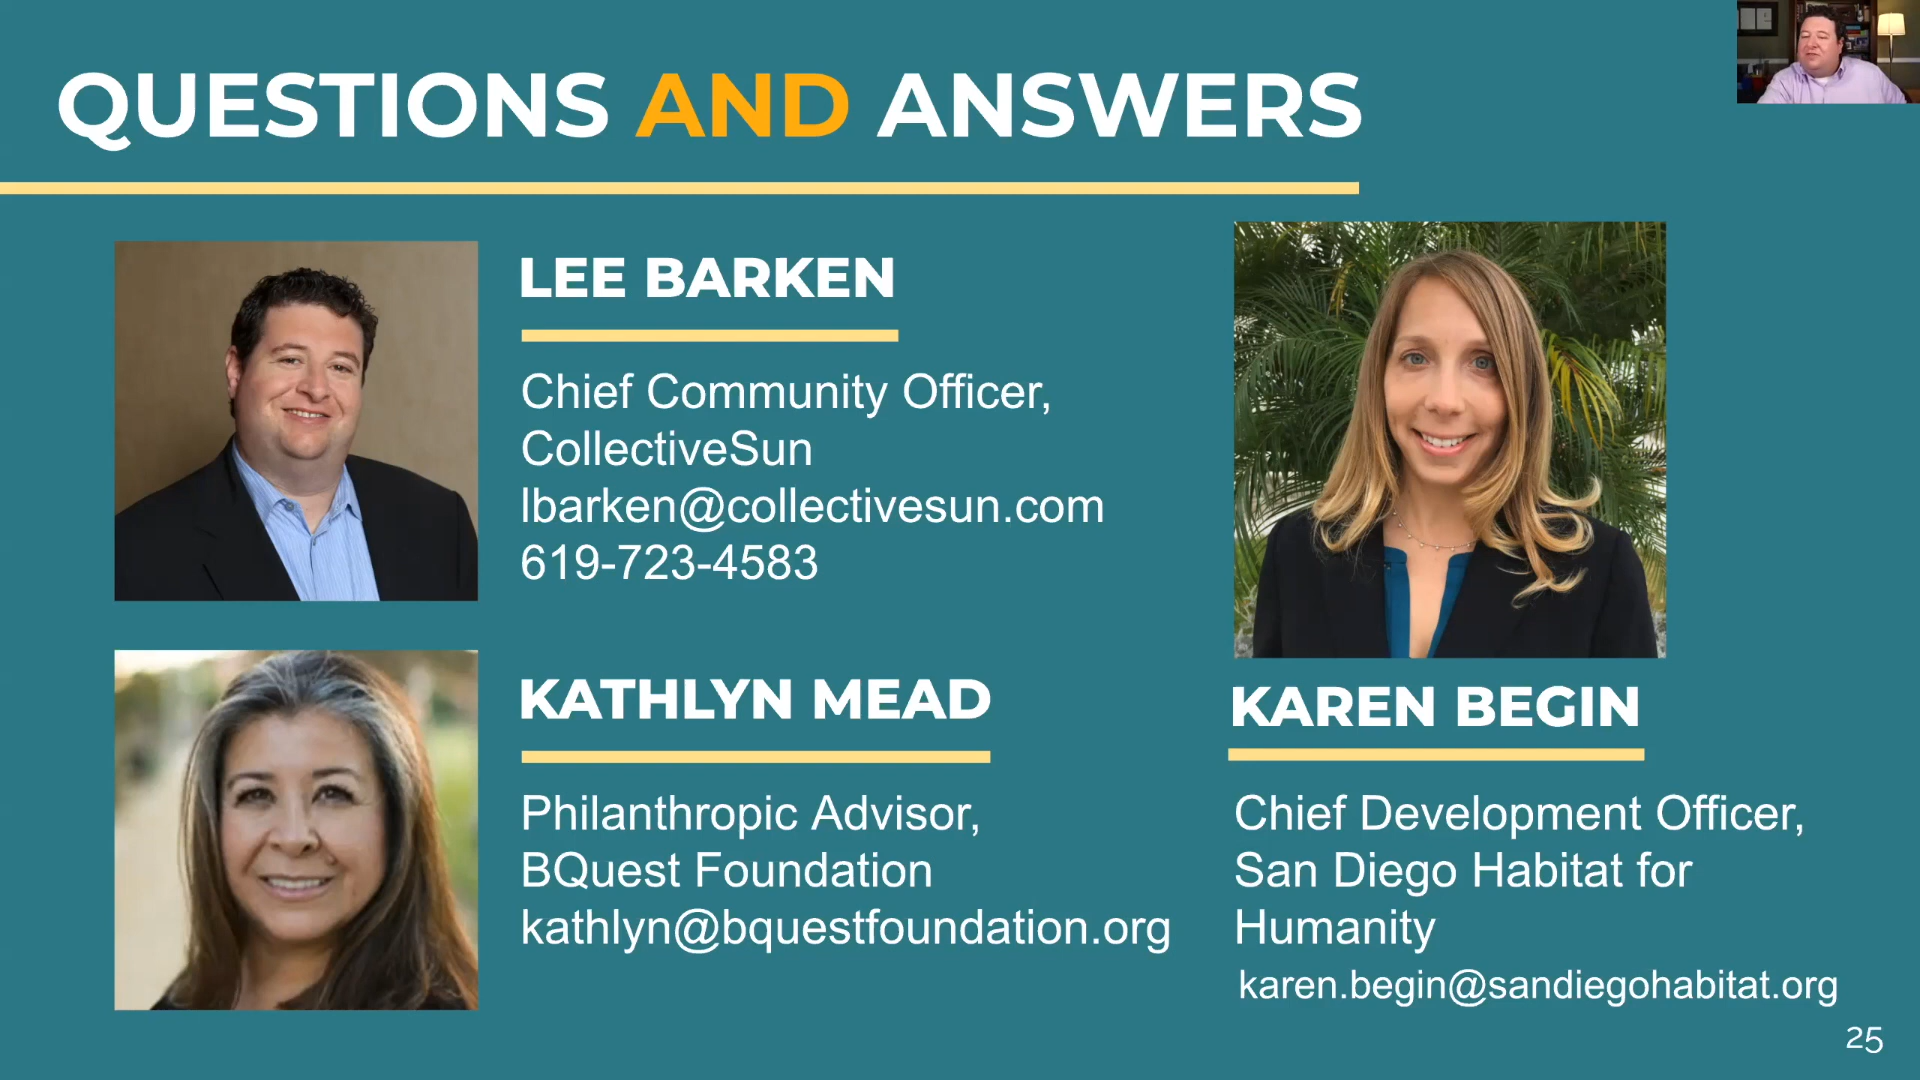 QUESTIONS AND ANSWERS
LEE BARKEN
Chief Community Officer,
CollectiveSun
lbarken@collectivesun.com
619-723-4583
KATHLYN MEAD
Philanthropic Advisor,
BQuest Foundation
kathlyn@bquestfoundation.org
KAREN BEGIN
Chief Development Officer,
San Diego Habitat for
Humanity
karen.begin@sandiegohabitat.org
25